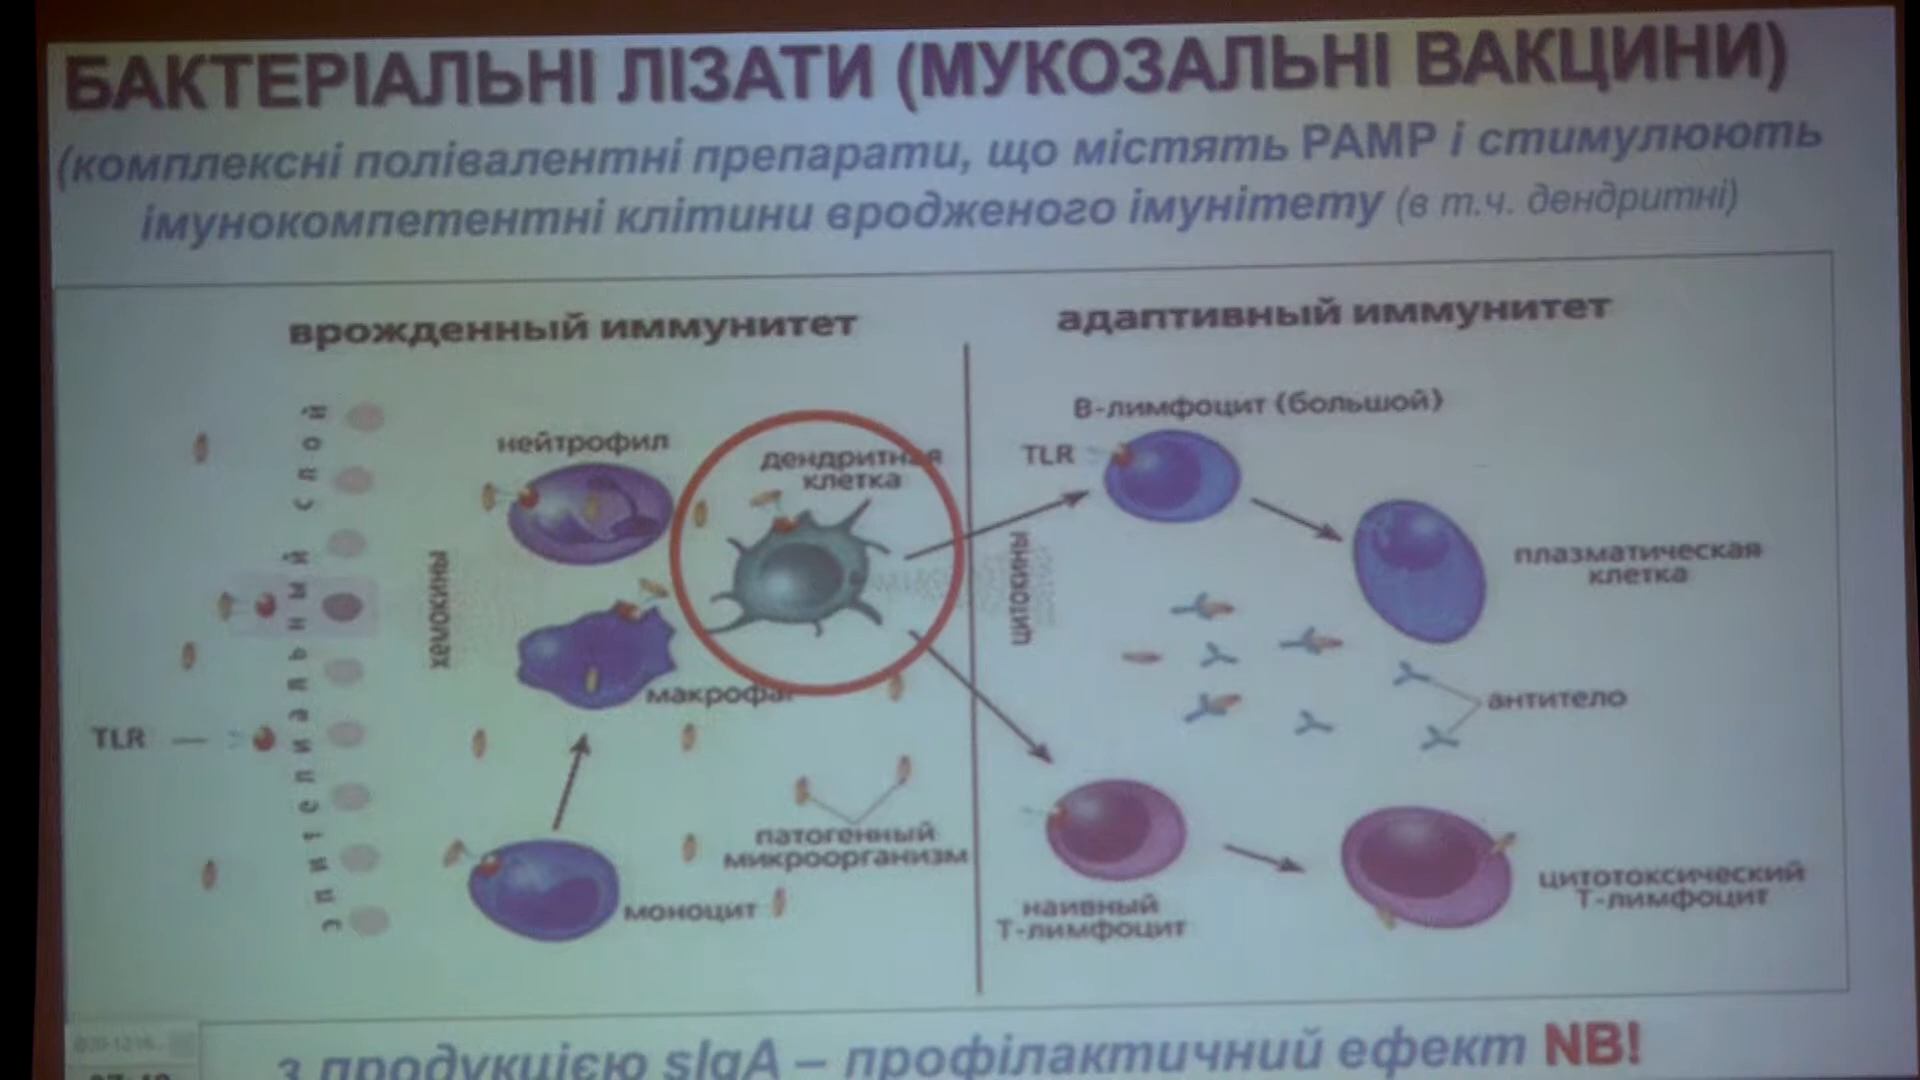 БАКТЕРІАЛЬНІ ЛІЗАТИ (МУКОЗАЛЬНІ ВАКЦИНИ)
(комплексні полівалентні препарати, що містять РАМР і стимулюють
імунокомпетентні клітини вродженого імунітету (в т.ч. дендритні)
врожденный иммунитет
адаптивный иммунитет
эпителиальный слой
TLR
хемокины
нейтрофил
дендритная
клетка
макрофаг
моноцит
патогенный
микроорганизм
цитокины
В-лимфоцит (большой)
TLR
плазматическая
клетка
антитело
наивный
Т-лимфоцит
цитотоксический
Т-лимфоцит
з продукцією sIgA – профілактичний ефект NB!